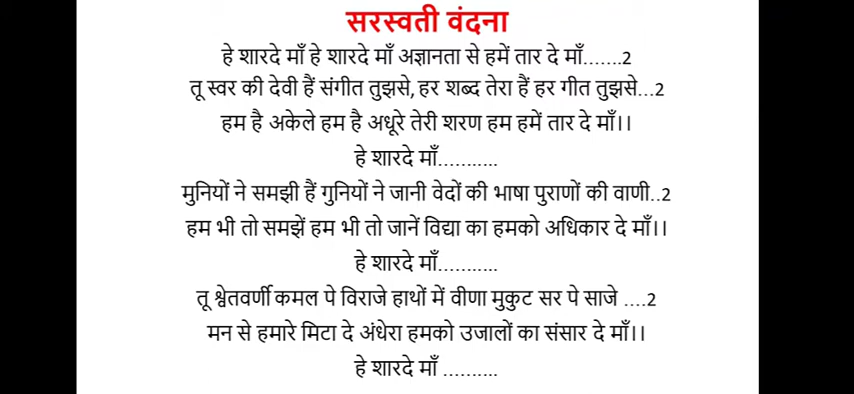 सरस्वती वंदना
हे शारदे माँ हे शारदे माँ अज्ञानता से हमें तार दे माँ.......2
तू स्वर की देवी हैं संगीत तुझसे, हर शब्द तेरा हैं हर गीत तुझसे...2
हम है अकेले हम है अधूरे तेरी शरण हम हमें तार दे माँ।।
हे शारदे माँ...........
मुनियों ने समझी हैं गुनियों ने जानी वेदों की भाषा पुराणों की वाणी..2
हम भी तो समझें हम भी तो जानें विद्या का हमको अधिकार दे माँ।।
हे शारदे माँ...........
तू श्वेतवर्णी कमल पे विराजे हाथों में वीणा मुकुट सर पे साजे ....2
मन से हमारे मिटा दे अंधेरा हमको उजालों का संसार दे माँ।।
हे शारदे माँ ..........